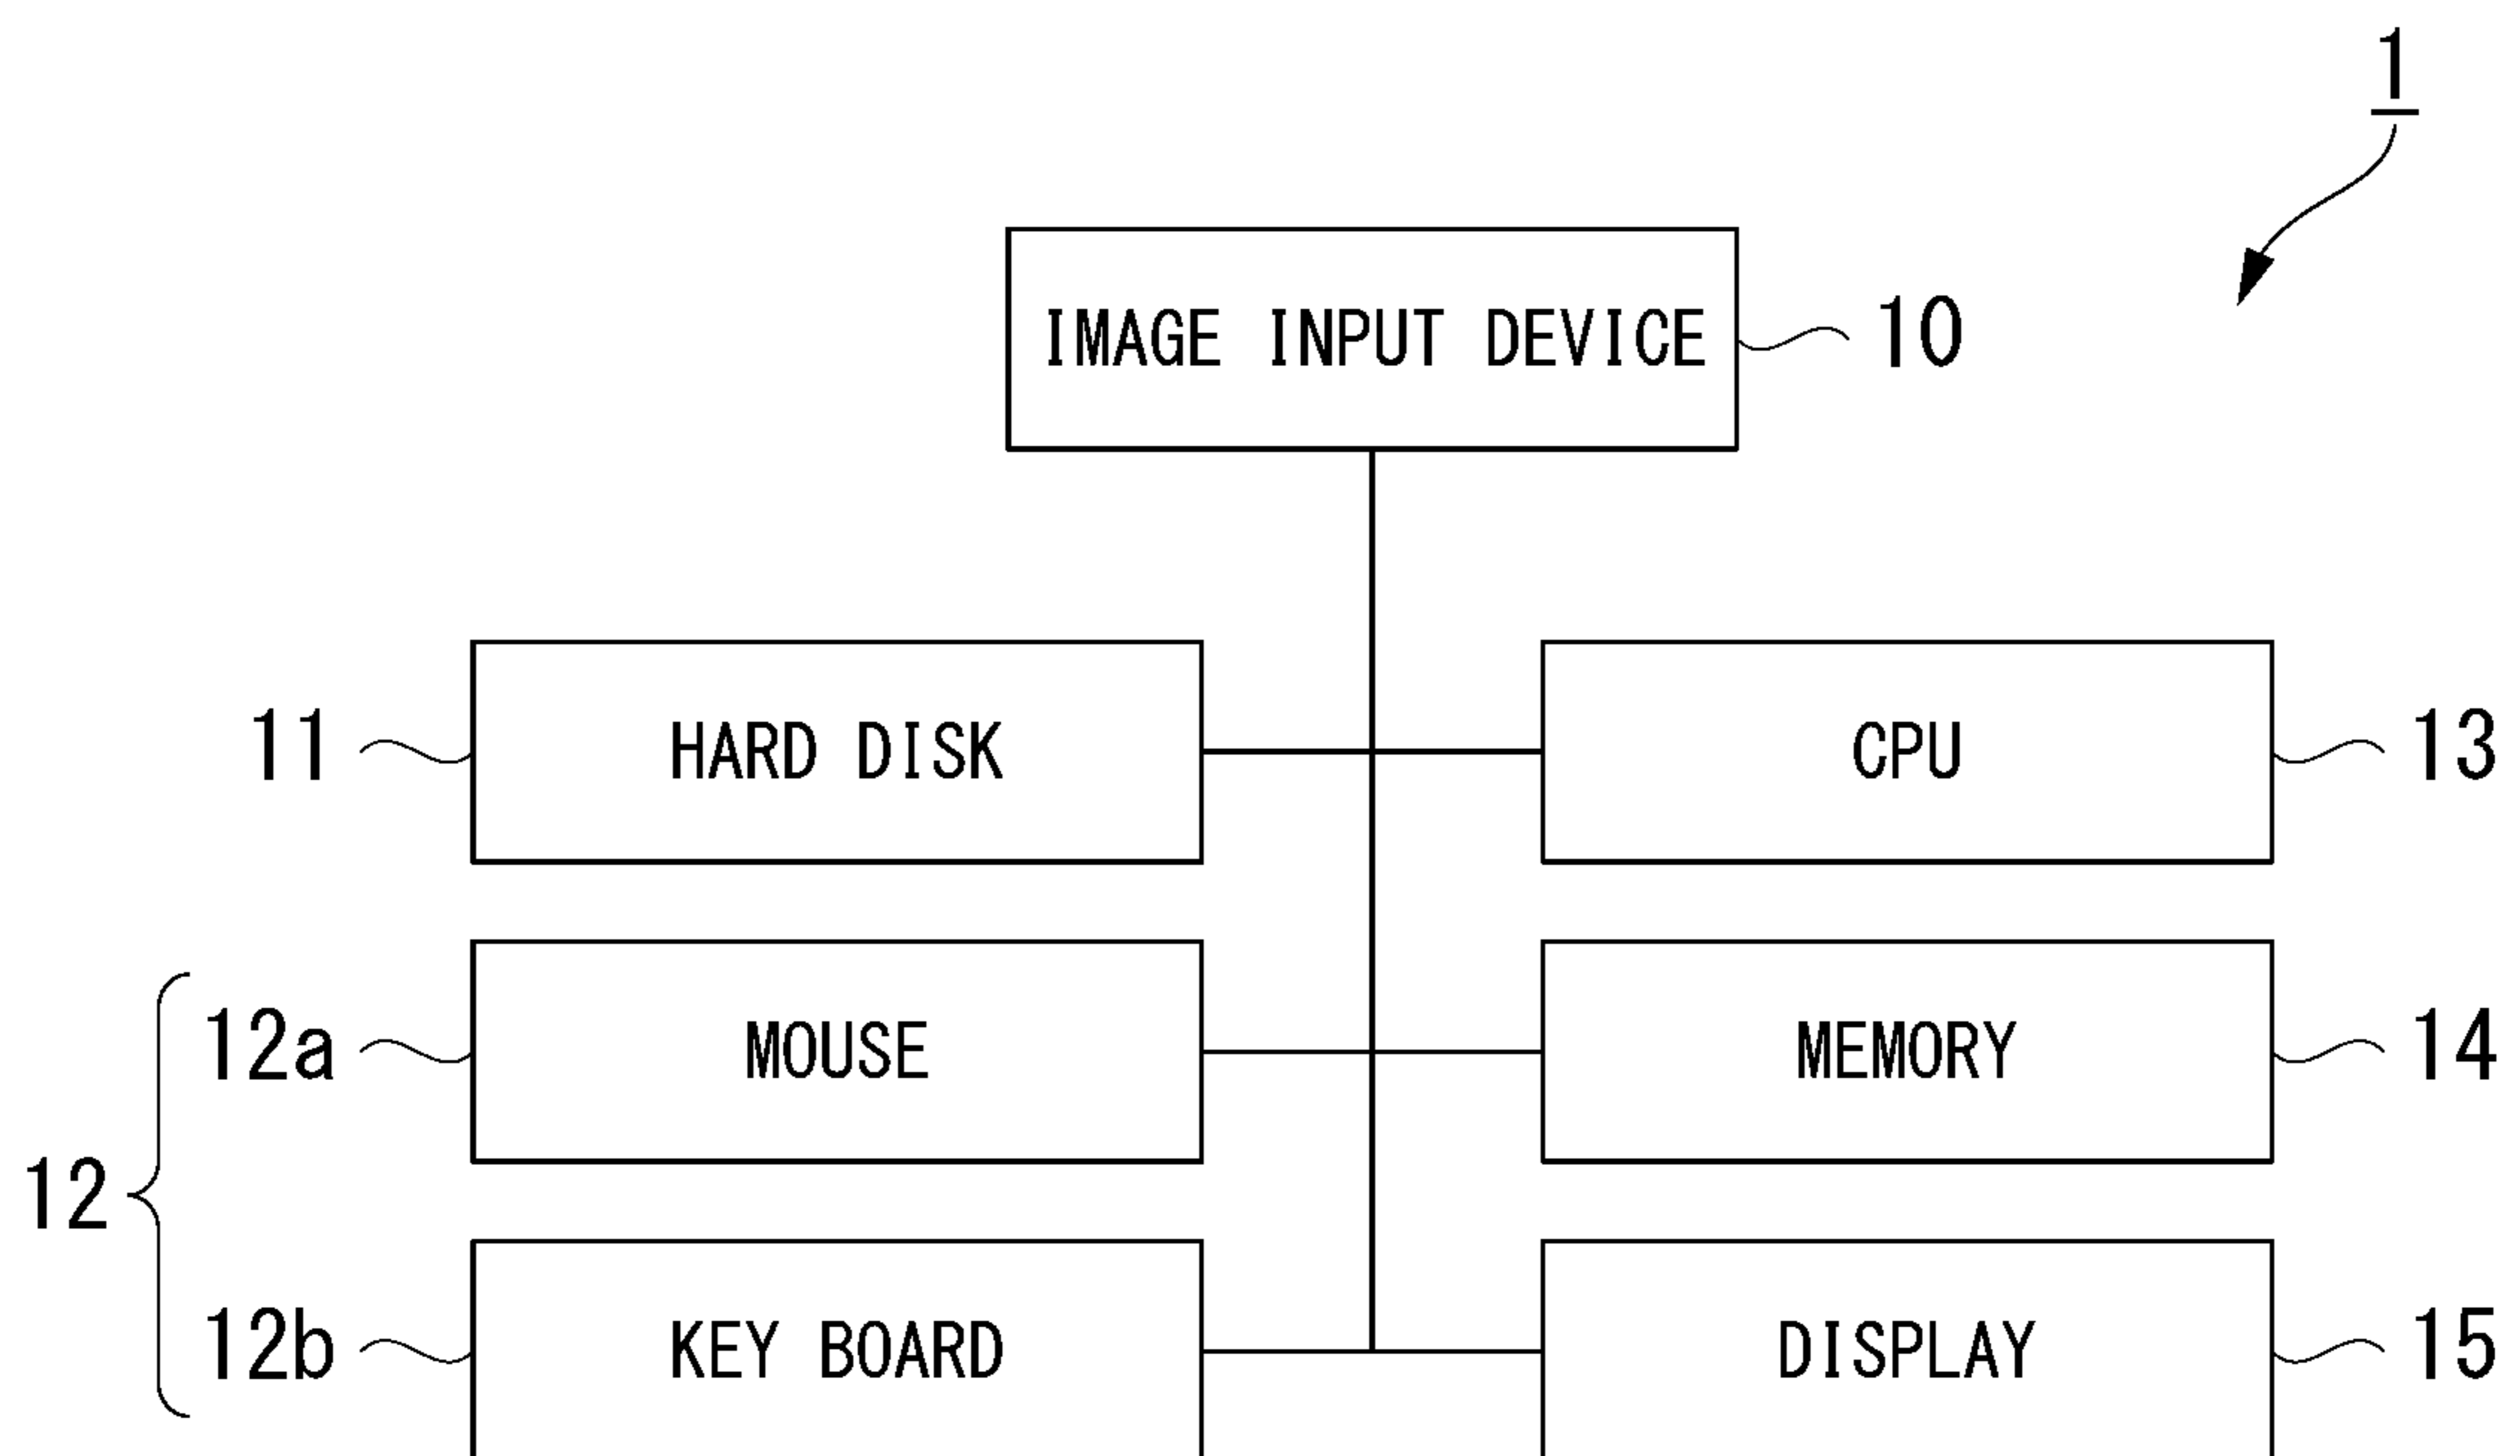 1
IMAGE INPUT DEVICE 10
11 HARD DISK CPU 13
12a MOUSE MEMORY 14
12
12b KEY BOARD DISPLAY 15